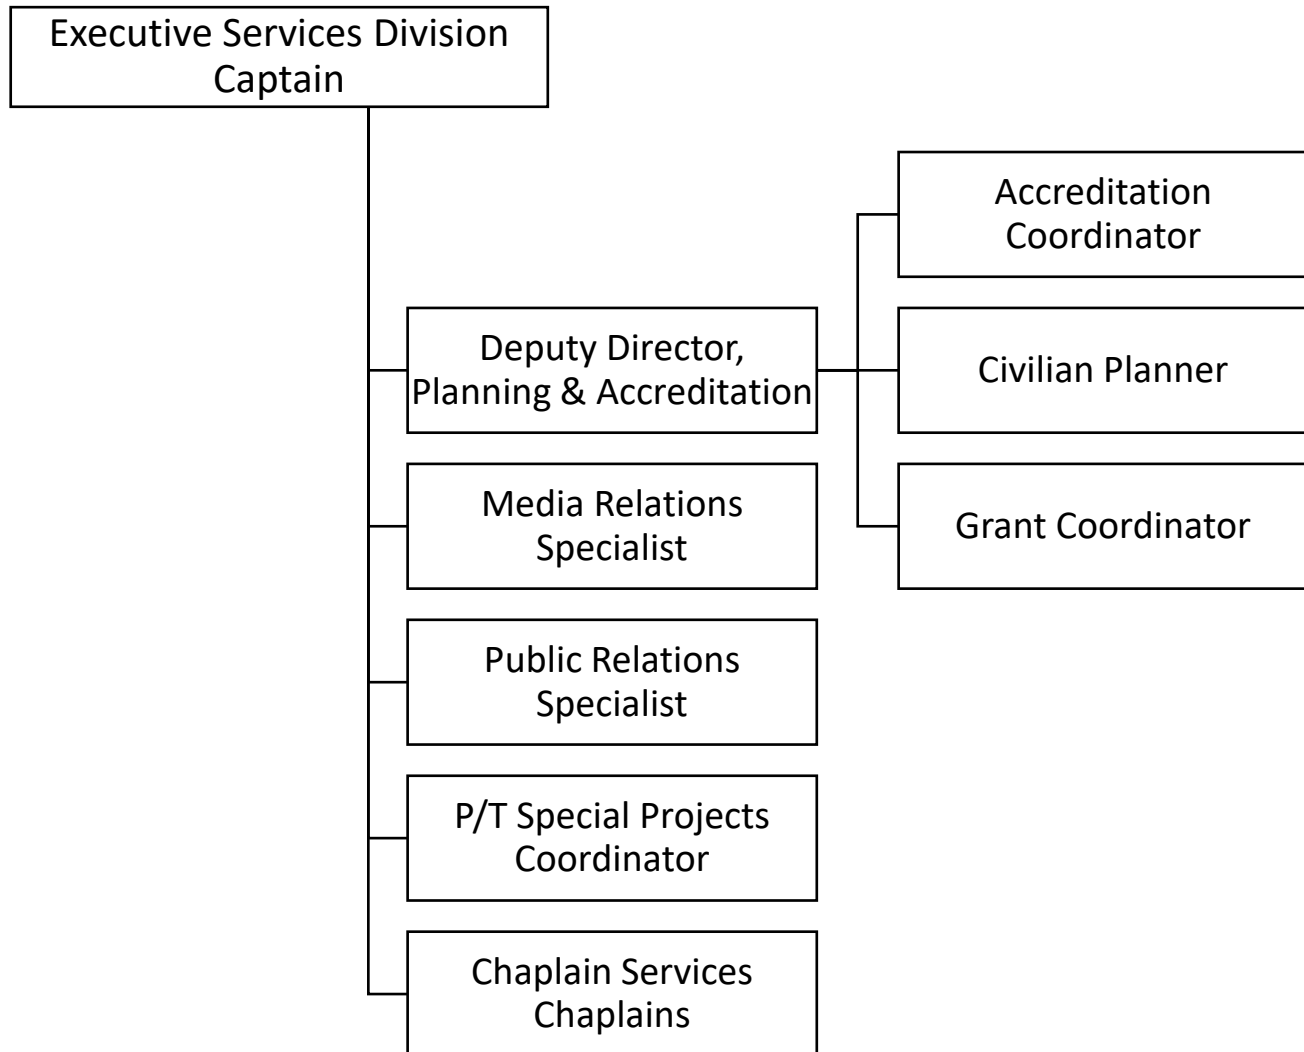 Executive Services Division
Captain
Accreditation
Coordinator
Deputy Director,
Planning & Accreditation
Civilian Planner
Media Relations
Specialist
Grant Coordinator
Public Relations
Specialist
P/T Special Projects
Coordinator
Chaplain Services
Chaplains